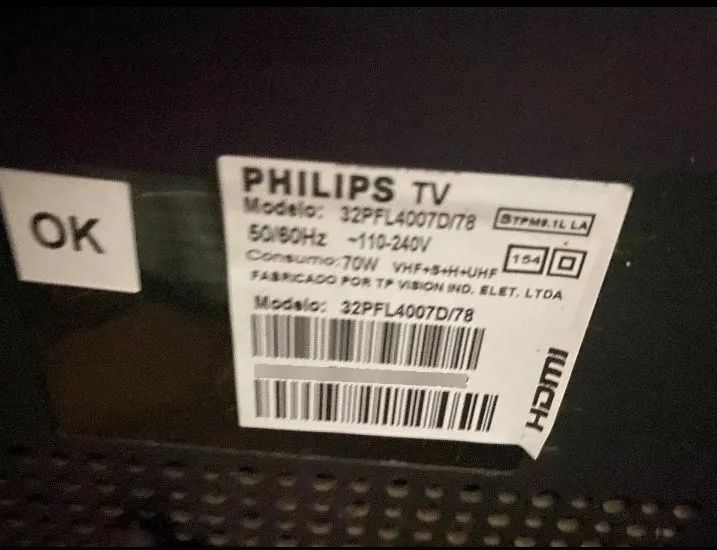 OK
PHILIPS TV
Modelo: 32PFL4007D/78
STPM9.1L LA
50/60Hz ~110-240V
Consumo: 70W VHF+S+H+UHF
154
FABRICADO POR TP VISION IND. ELET. LTDA
Modelo: 32PFL4007D/78
HDMI